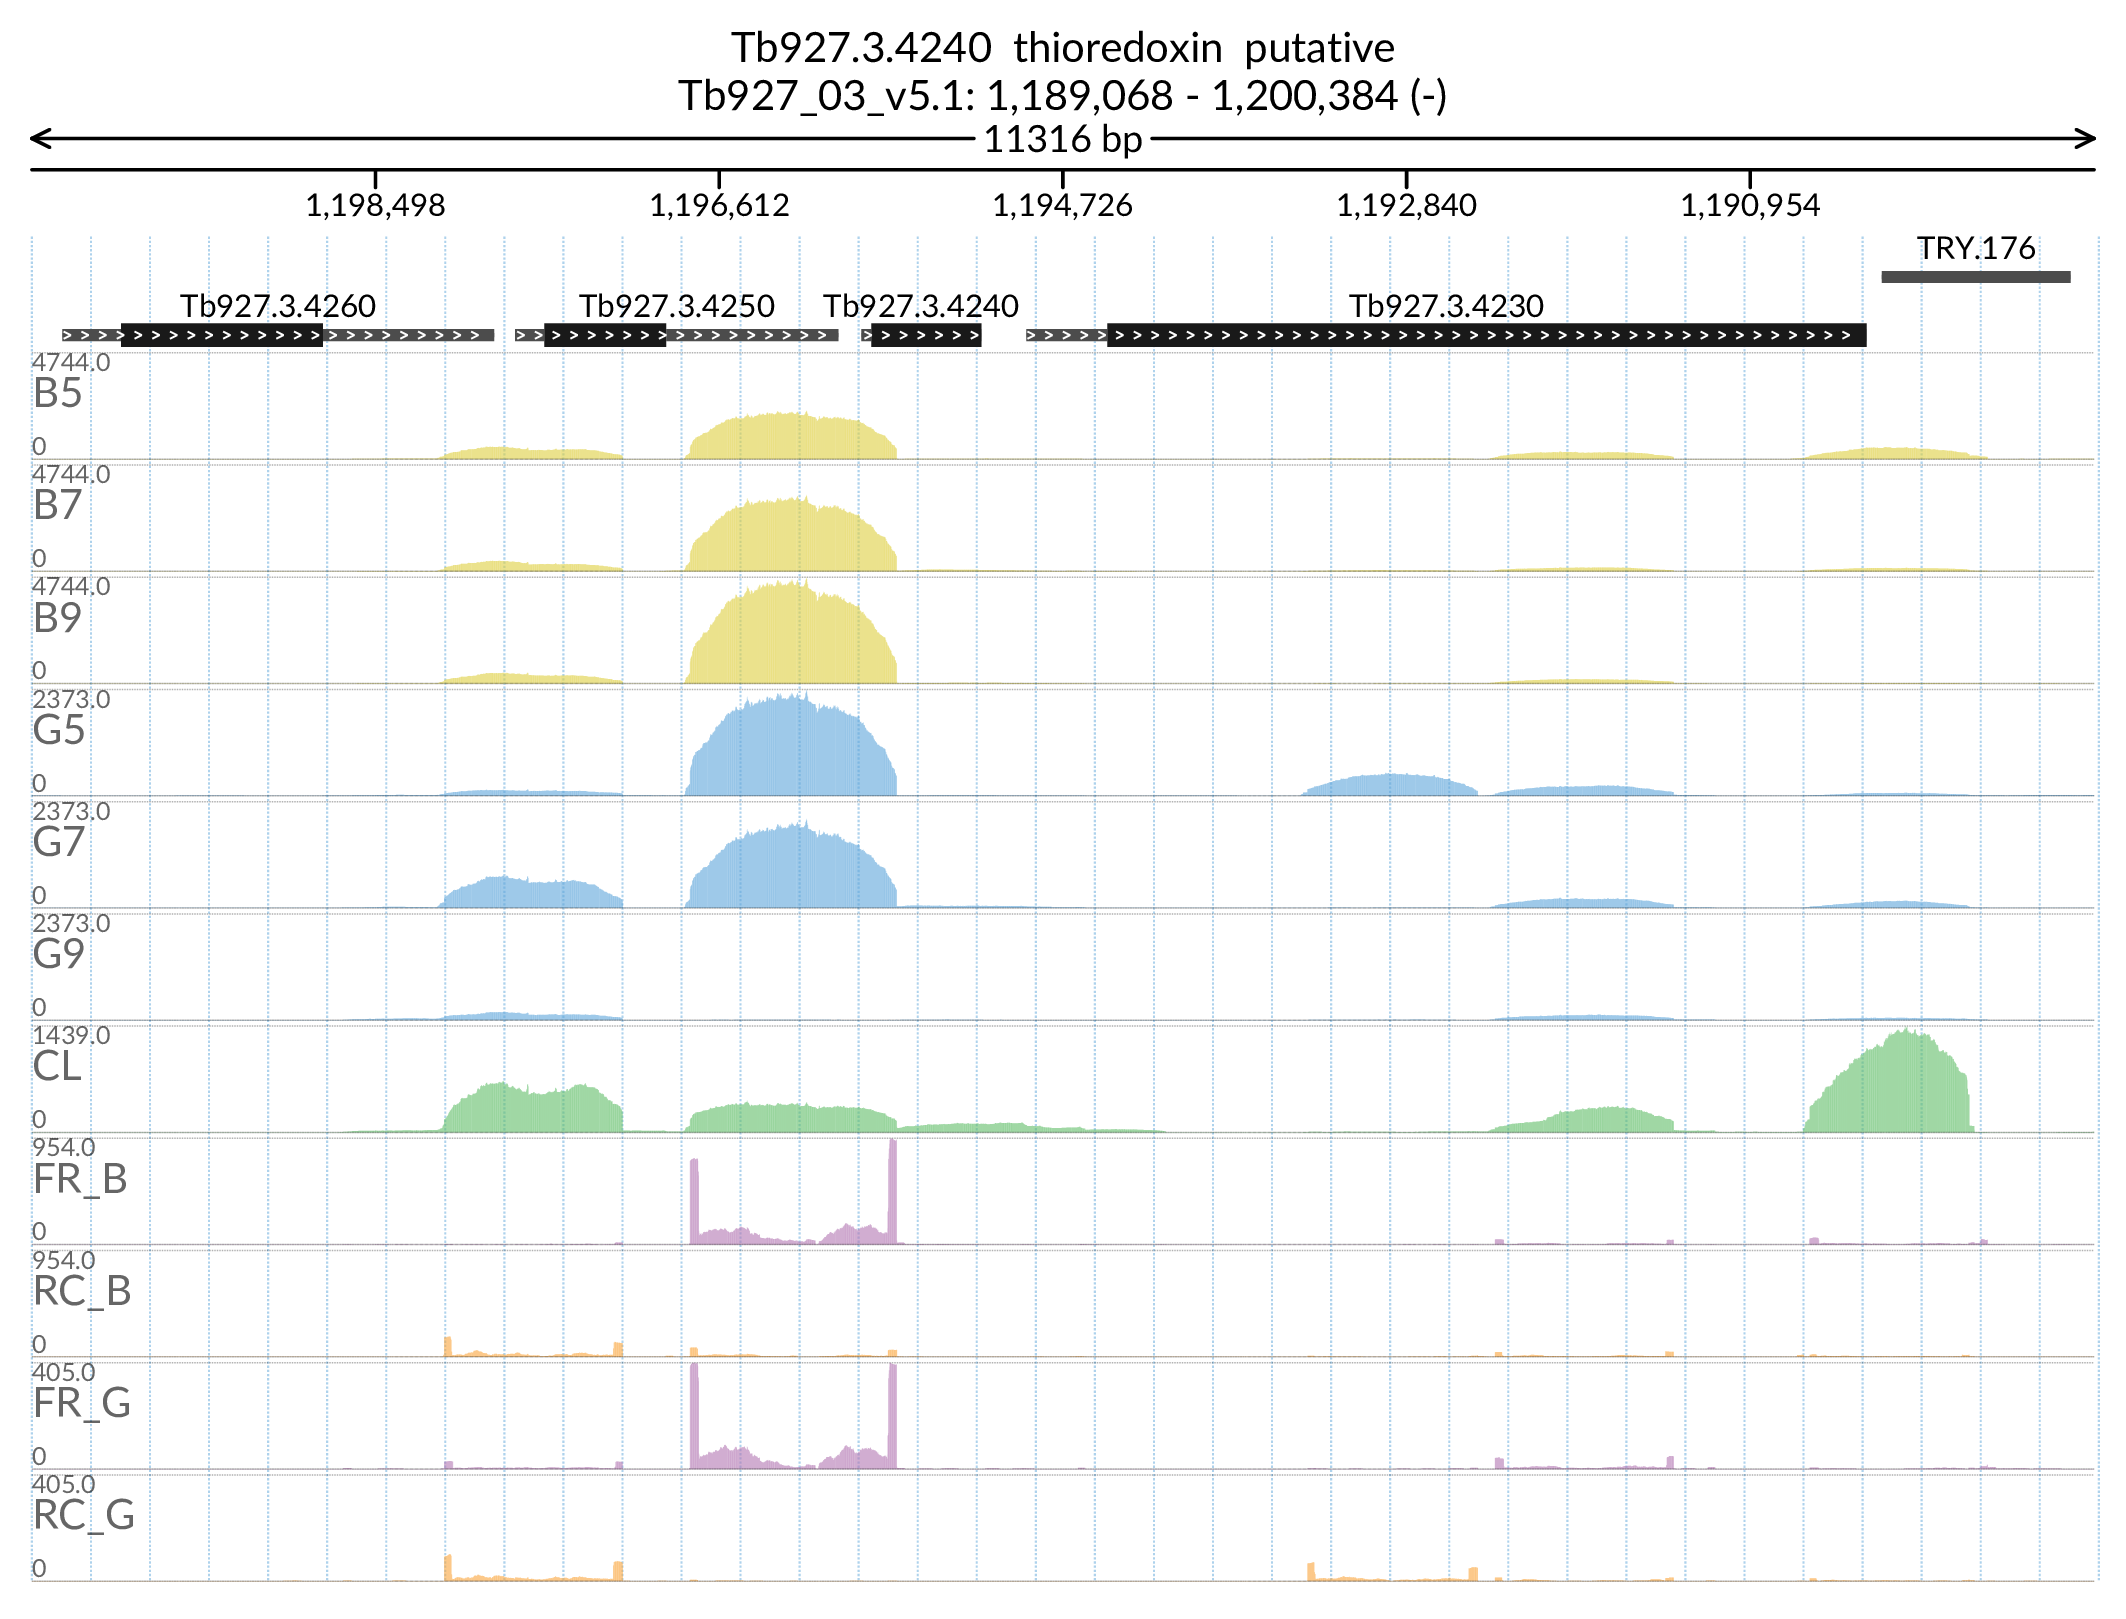 Tb927.3.4240 thioredoxin putative
Tb927_03_v5.1: 1,189,068 - 1,200,384 (-)
11316 bp
1,198,498 1,196,612 1,194,726 1,192,840 1,190,954
TRY.176
Tb927.3.4260 Tb927.3.4250 Tb927.3.4240 Tb927.3.4230
4744.0
B5
0
4744.0
B7
0
4744.0
B9
0
2373.0
G5
0
2373.0
G7
0
2373.0
G9
0
1439.0
CL
0
954.0
FR_B
0
954.0
RC_B
0
405.0
FR_G
0
405.0
RC_G
0